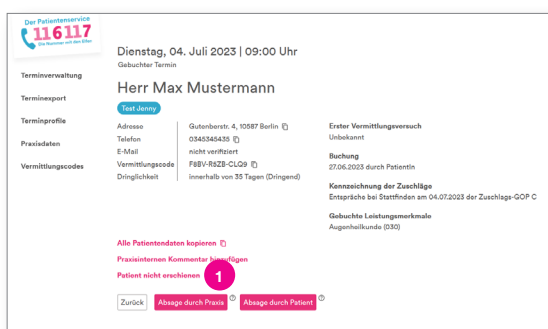 Der Patientenservice
116117
Die Nummer mit den Elfen
Terminverwaltung
Terminexport
Terminprofile
Praxisdaten
Vermittlungscodes
Dienstag, 04. Juli 2023 | 09:00 Uhr
Gebuchter Termin
Herr Max Mustermann
Test Jenny
Adresse Gutenberstr. 4, 10587 Berlin
Telefon 0345345435
E-Mail nicht verifiziert
Vermittlungscode F8BV-R6ZB-CLQ9
Dringlichkeit innerhalb von 35 Tagen (Dringend)
Erster Vermittlungsversuch
Unbekannt
Buchung
27.06.2023 durch PatientIn
Kennzeichnung der Zuschläge
Entspräche bei Stattfinden am 04.07.2023 der Zuschlags-GOP C
Gebuchte Leistungsmerkmale
Augenheilkunde (030)
Alle Patientendaten kopieren
Praxisinternen Kommentar hinzufügen
Patient nicht erschienen 1
Zurück Absage durch Praxis ? Absage durch Patient ?